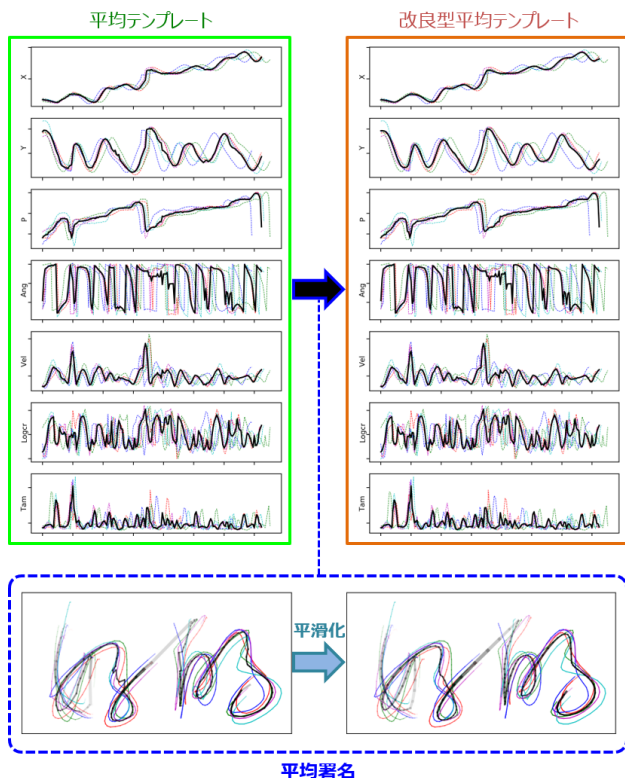 平均テンプレート
改良型平均テンプレート
X
X
Y
Y
P
P
Ang
Ang
Vel
Vel
Logcr
Logcr
Tam
Tam
平滑化
平均署名